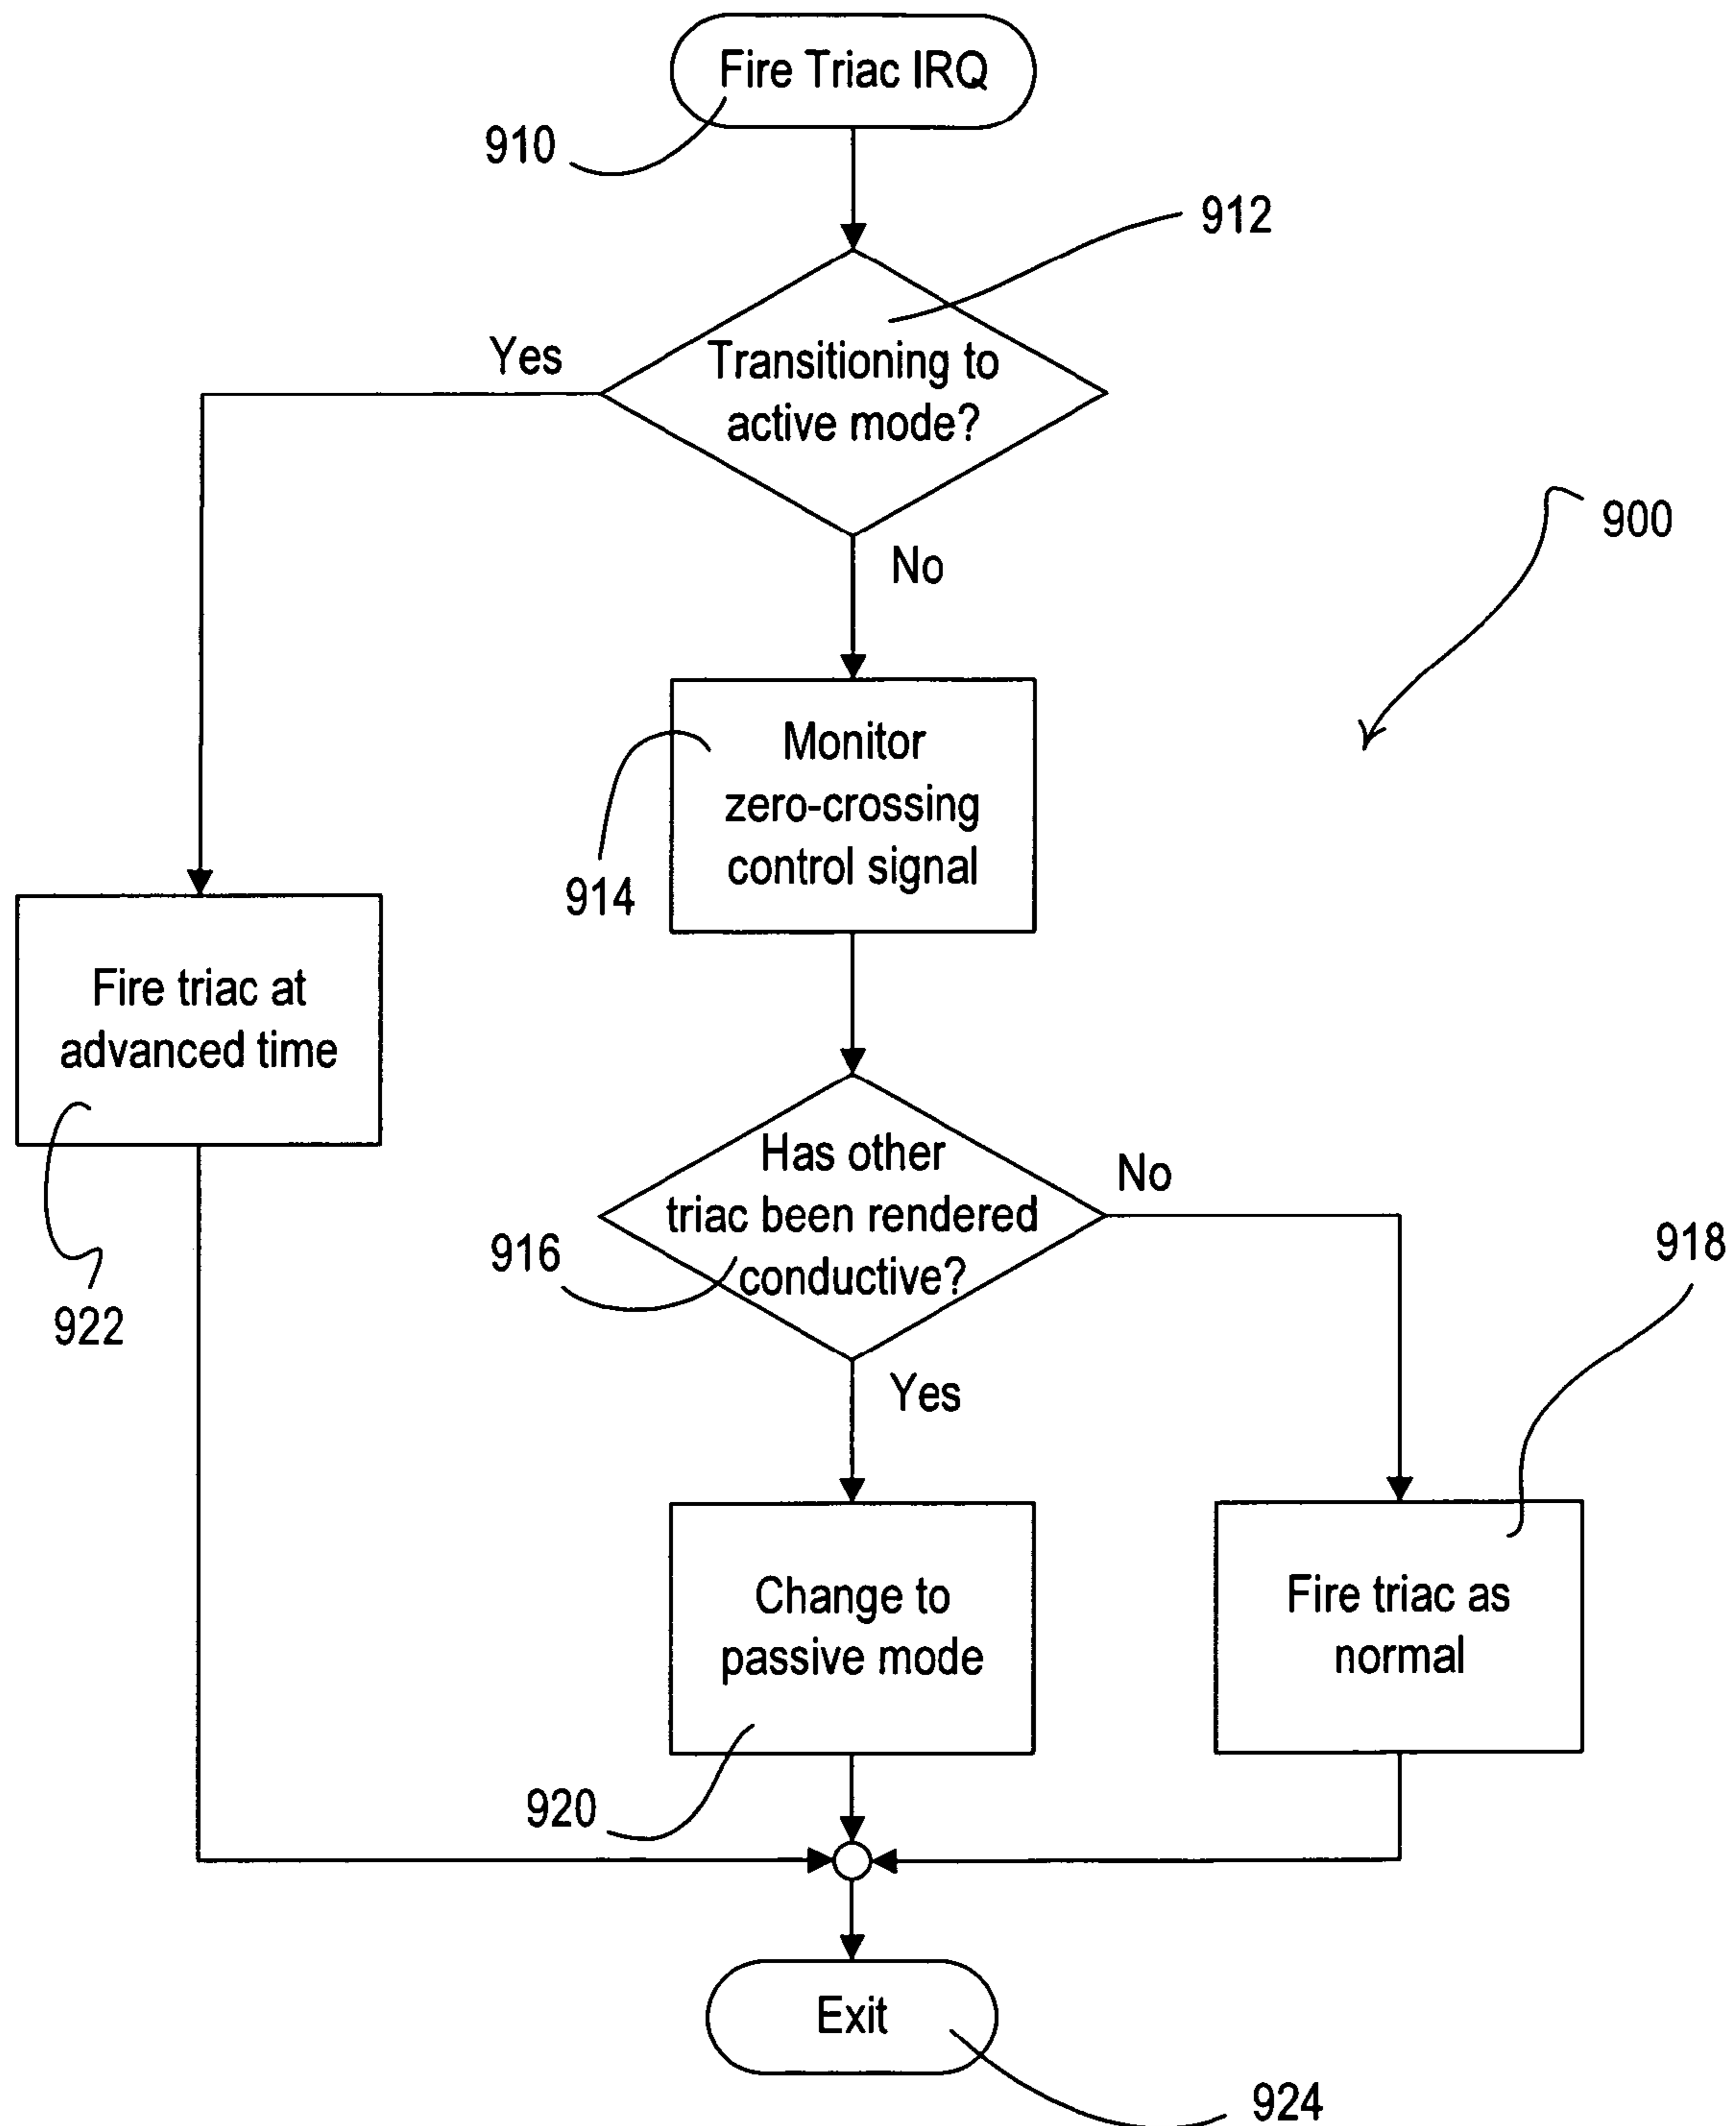 Fire Triac IRQ
910
912
Yes
Transitioning to
active mode?
900
No
Monitor
zero-crossing
control signal
914
Fire triac at
advanced time
Has other
triac been rendered
conductive?
No
916
918
922
Yes
Change to
passive mode
Fire triac as
normal
920
Exit
924